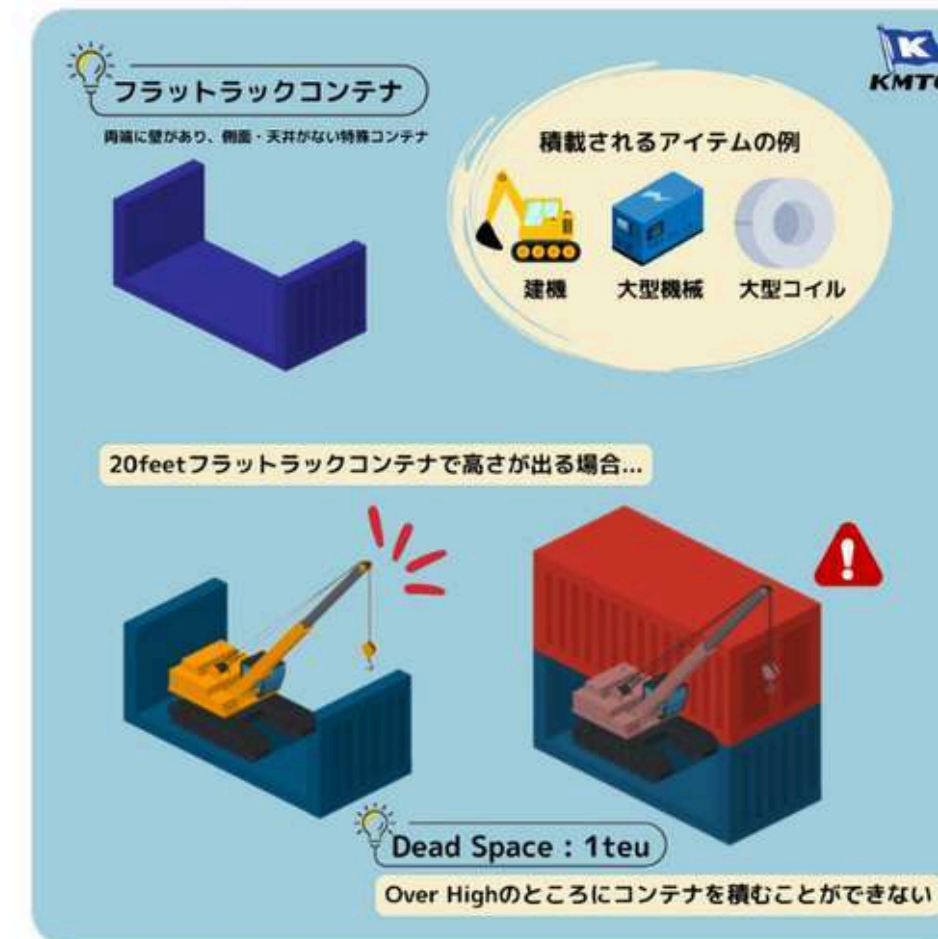 フラットラックコンテナ
両端に壁があり、側面・天井がない特殊コンテナ
K
KMTC
積載されるアイテムの例
建機
大型機械
大型コイル
20feetフラットラックコンテナで高さが出る場合...
Dead Space : 1teu
Over Highのところにコンテナを積むことができない